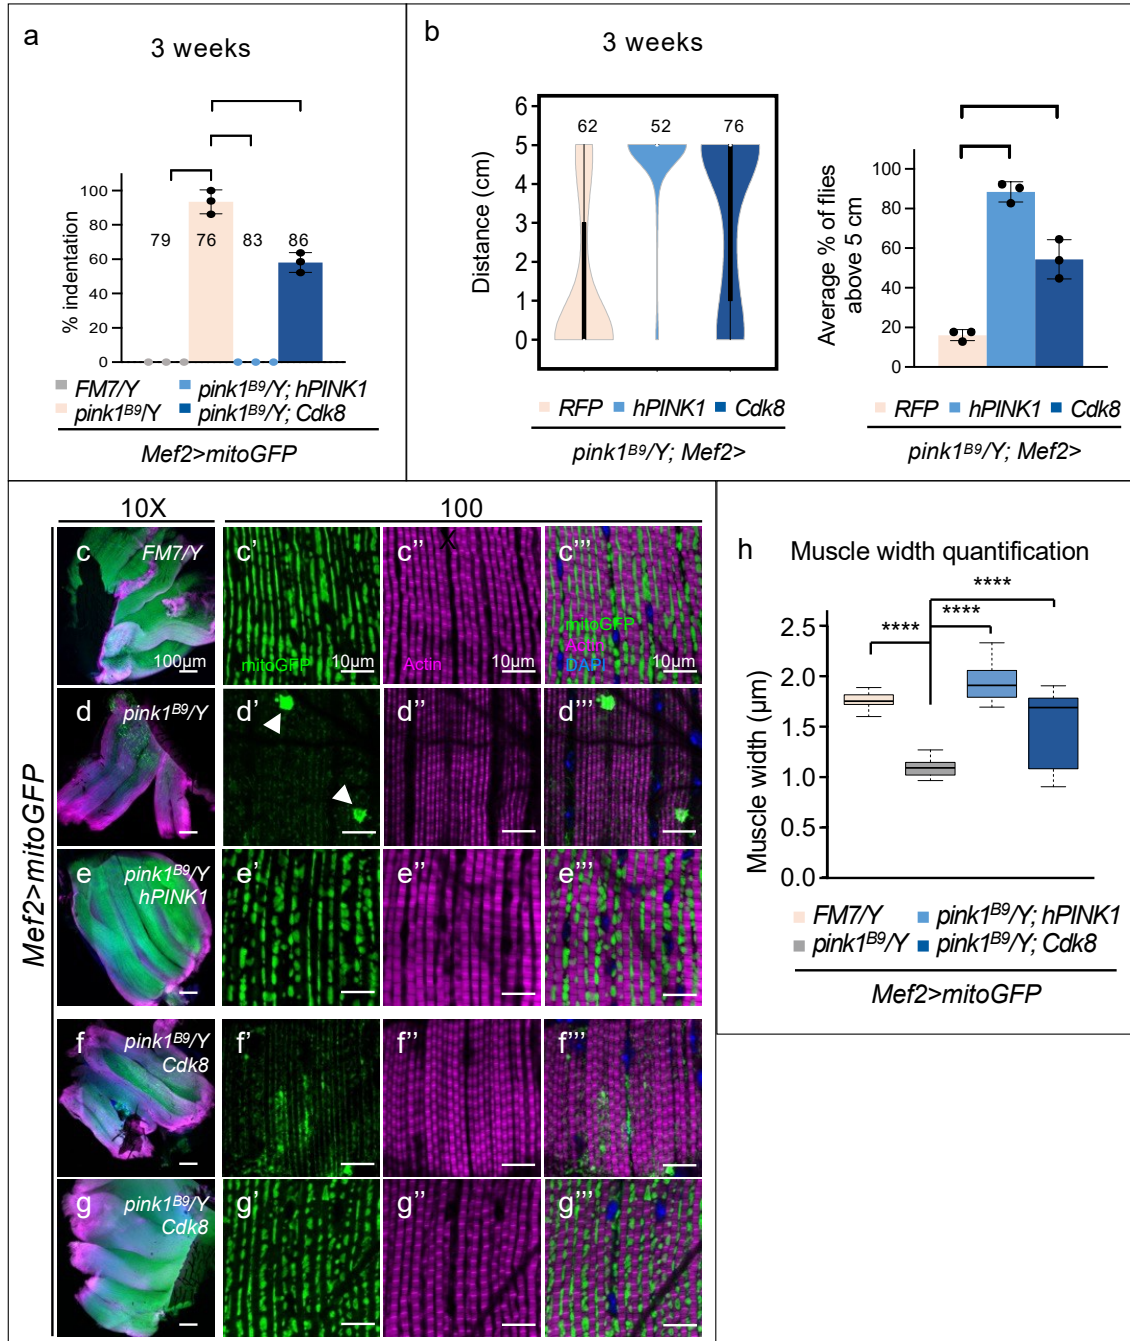 a
3 weeks
% indentation
100
80
60
40
20
0
79
76
83
86
FM7/Y
pink1ᴮ⁹/Y; hPINK1
pink1ᴮ⁹/Y
pink1ᴮ⁹/Y; Cdk8
Mef2>mitoGFP
b
3 weeks
Distance (cm)
6
5
4
3
2
1
0
62
52
76
RFP
hPINK1
Cdk8
pink1ᴮ⁹/Y; Mef2>
Average % of flies
above 5 cm
100
80
60
40
20
0
RFP
hPINK1
Cdk8
pink1ᴮ⁹/Y; Mef2>
10X
100
X
Mef2>mitoGFP
c
FM7/Y
100µm
c'
mitoGFP
10µm
c''
Actin
10µm
c'''
mitoGFP
Actin
DAPI
10µm
d
pink1ᴮ⁹/Y
d'
d''
d'''
e
pink1ᴮ⁹/Y
hPINK1
e'
e''
e'''
f
pink1ᴮ⁹/Y
Cdk8
f'
f''
f'''
g
pink1ᴮ⁹/Y
Cdk8
g'
g''
g'''
h
Muscle width quantification
****
****
****
Muscle width (µm)
2.5
2.0
1.5
1.0
0.5
0.0
FM7/Y
pink1ᴮ⁹/Y; hPINK1
pink1ᴮ⁹/Y
pink1ᴮ⁹/Y; Cdk8
Mef2>mitoGFP